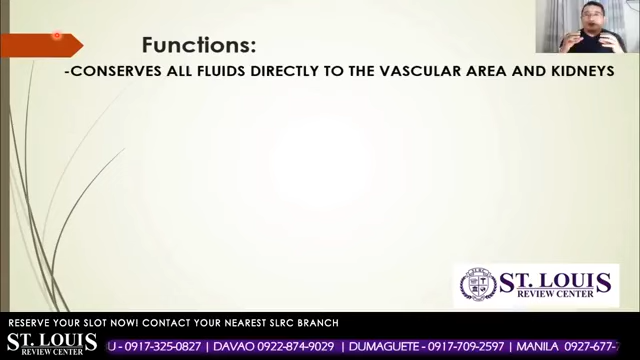 Functions:
-CONSERVES ALL FLUIDS DIRECTLY TO THE VASCULAR AREA AND KIDNEYS
ST. LOUIS
REVIEW CENTER
RESERVE YOUR SLOT NOW! CONTACT YOUR NEAREST SLRC BRANCH
ST. LOUIS
REVIEW CENTER
U - 0917-325-0827 | DAVAO 0922-874-9029 | DUMAGUETE - 0917-709-2597 | MANILA 0927-677-